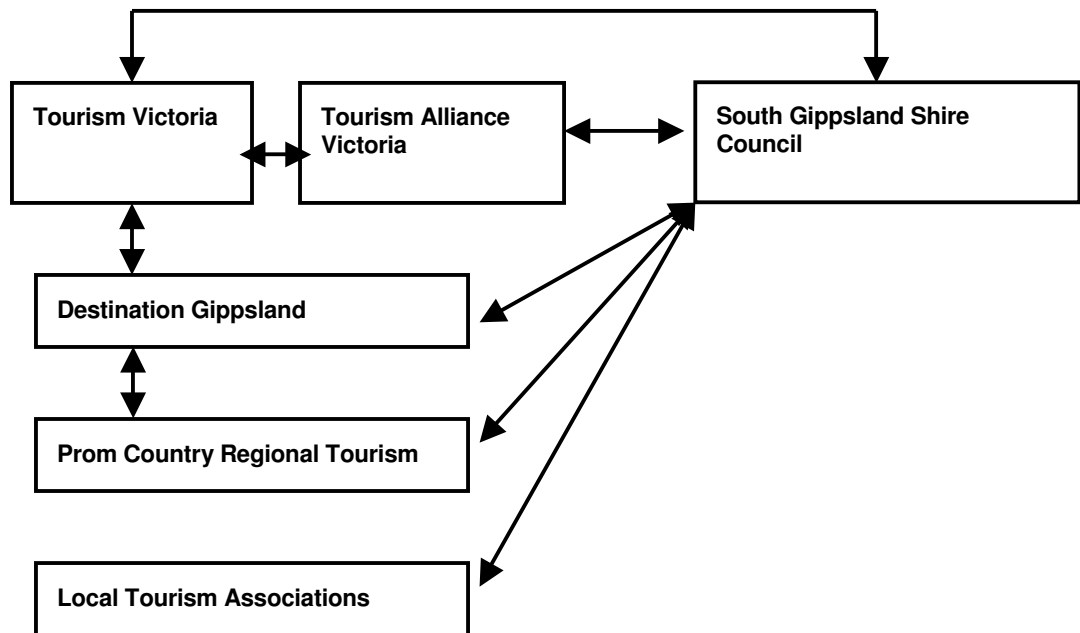 Tourism Victoria
Tourism Alliance
Victoria
South Gippsland Shire
Council
Destination Gippsland
Prom Country Regional Tourism
Local Tourism Associations